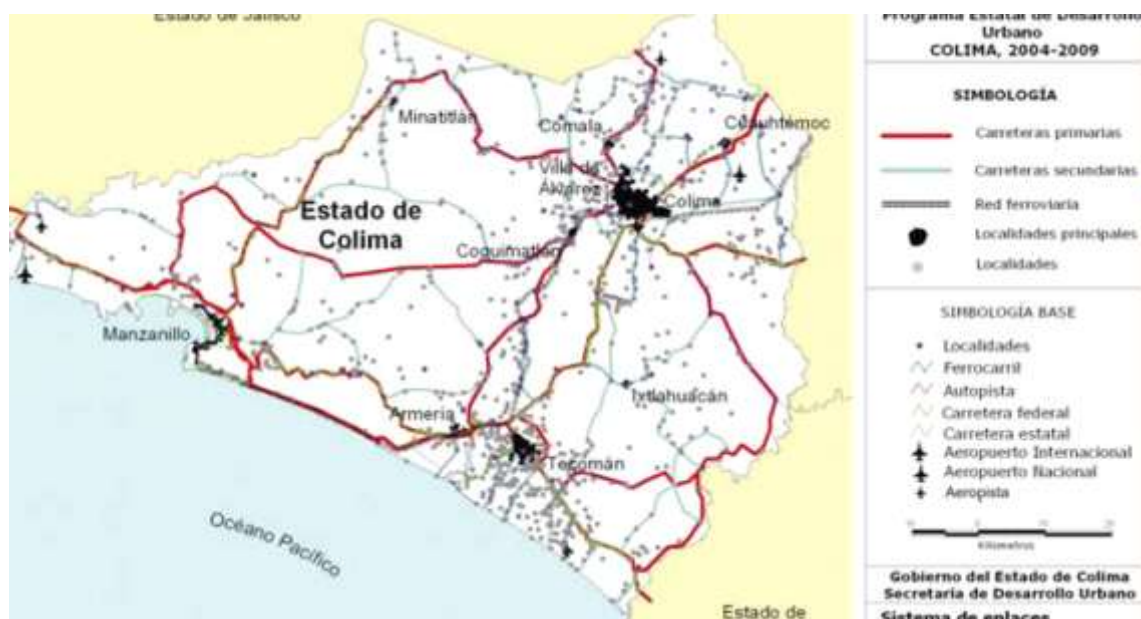 Estado de Jalisco
Minatitlán
Comala
Cuauhtémoc
Villa de
Álvarez
Colima
Estado de
Colima
Coquimatlán
Manzanillo
Ixtlahuacán
Armería
Tecomán
Océano Pacífico
Estado de
Programa Estatal de Desarrollo
Urbano
COLIMA, 2004-2009
SIMBOLOGÍA
Carreteras primarias
Carreteras secundarias
Red ferroviaria
Localidades principales
Localidades
SIMBOLOGÍA BASE
Localidades
Ferrocarril
Autopista
Carretera federal
Carretera estatal
Aeropuerto Internacional
Aeropuerto Nacional
Aeropista
Kilometros
Gobierno del Estado de Colima
Secretaria de Desarrollo Urbano
Sistema de enlaces